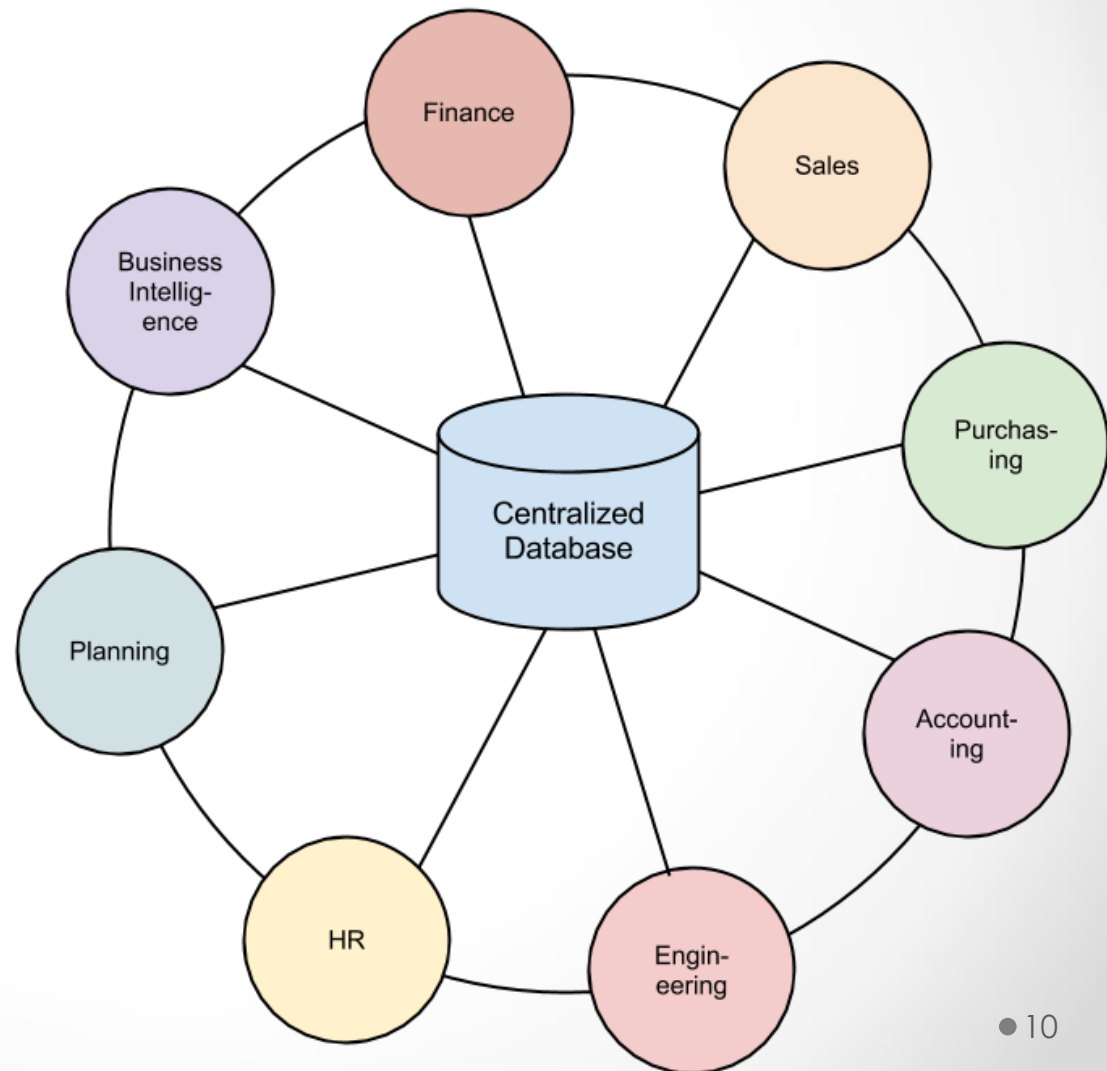 Finance
Sales
Business
Intellig-
ence
Purchas-
ing
Centralized
Database
Planning
Account-
ing
HR
Engin-
eering
10